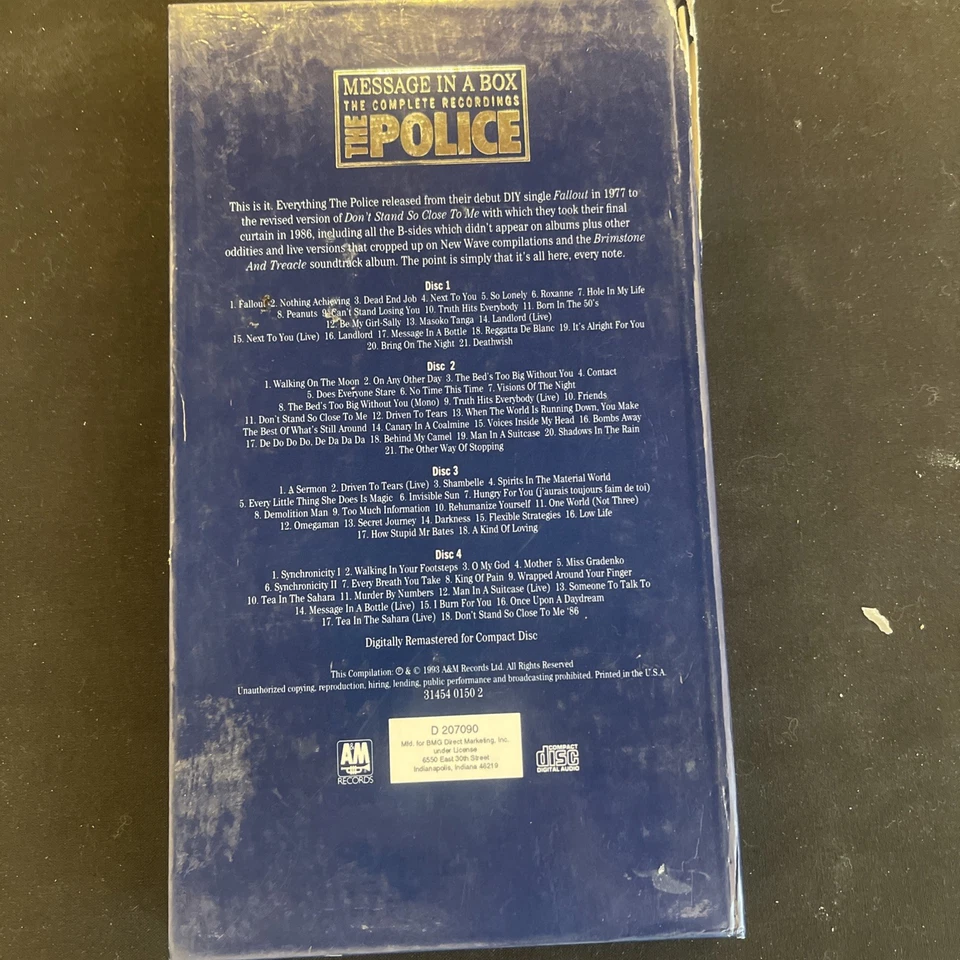 MESSAGE IN A BOX
THE COMPLETE RECORDINGS
THE POLICE
This is it. Everything The Police released from their debut DIY single Fallout in 1977 to
the revised version of Don't Stand So Close To Me with which they took their final
curtain in 1986, including all the B-sides which didn't appear on albums plus other
oddities and live versions that cropped up on New Wave compilations and the Brimstone
And Treacle soundtrack album. The point is simply that it's all here, every note.
Disc 1
1. Fallout 2. Nothing Achieving 3. Dead End Job 4. Next To You 5. So Lonely 6. Roxanne 7. Hole In My Life
8. Peanuts 9. Can't Stand Losing You 10. Truth Hits Everybody 11. Born In The 50's
12. Be My Girl-Sally 13. Masoko Tanga 14. Landlord (Live)
15. Next To You (Live) 16. Landlord 17. Message In A Bottle 18. Reggatta De Blanc 19. It's Alright For You
20. Bring On The Night 21. Deathwish
Disc 2
1. Walking On The Moon 2. On Any Other Day 3. The Bed's Too Big Without You 4. Contact
5. Does Everyone Stare 6. No Time This Time 7. Visions Of The Night
8. The Bed's Too Big Without You (Mono) 9. Truth Hits Everybody (Live) 10. Friends
11. Don't Stand So Close To Me 12. Driven To Tears 13. When The World Is Running Down, You Make
The Best Of What's Still Around 14. Canary In A Coalmine 15. Voices Inside My Head 16. Bombs Away
17. De Do Do Do, De Da Da Da 18. Behind My Camel 19. Man In A Suitcase 20. Shadows In The Rain
21. The Other Way Of Stopping
Disc 3
1. A Sermon 2. Driven To Tears (Live) 3. Shambelle 4. Spirits In The Material World
5. Every Little Thing She Does Is Magic 6. Invisible Sun 7. Hungry For You (j'aurais toujours faim de toi)
8. Demolition Man 9. Too Much Information 10. Rehumanize Yourself 11. One World (Not Three)
12. Omegaman 13. Secret Journey 14. Darkness 15. Flexible Strategies 16. Low Life
17. How Stupid Mr Bates 18. A Kind Of Loving
Disc 4
1. Synchronicity I 2. Walking In Your Footsteps 3. O My God 4. Mother 5. Miss Gradenko
6. Synchronicity II 7. Every Breath You Take 8. King Of Pain 9. Wrapped Around Your Finger
10. Tea In The Sahara 11. Murder By Numbers 12. Man In A Suitcase (Live) 13. Someone To Talk To
14. Message In A Bottle (Live) 15. I Burn For You 16. Once Upon A Daydream
17. Tea In The Sahara (Live) 18. Don't Stand So Close To Me '86
Digitally Remastered for Compact Disc
This Compilation: ℗ & © 1993 A&M Records Ltd. All Rights Reserved
Unauthorized copying, reproduction, hiring, lending, public performance and broadcasting prohibited. Printed in the U.S.A.
31454 0150 2
D 207090
Mfd. for BMG Direct Marketing, Inc.
under License
6550 East 30th Street
Indianapolis, Indiana 46219
A&M
RECORDS
COMPACT
disc
DIGITAL AUDIO